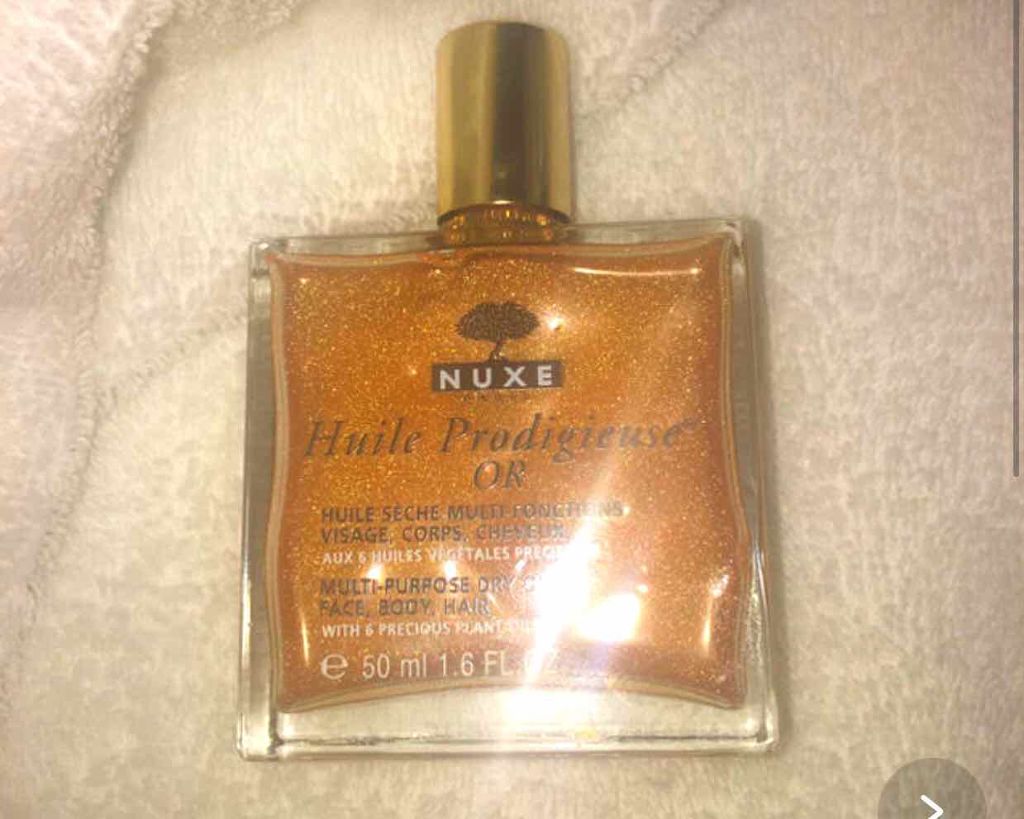 NUXE
Huile Prodigieuse®
OR
HUILE SÈCHE MULTI-FONCTIONS
VISAGE, CORPS, CHEVEUX
AUX 6 HUILES VÉGÉTALES
MULTI-PURPOSE DRY
FACE, BODY, HAIR
WITH 6 PRECIOUS PLANT
e 50 ml 1.6 FL. OZ.